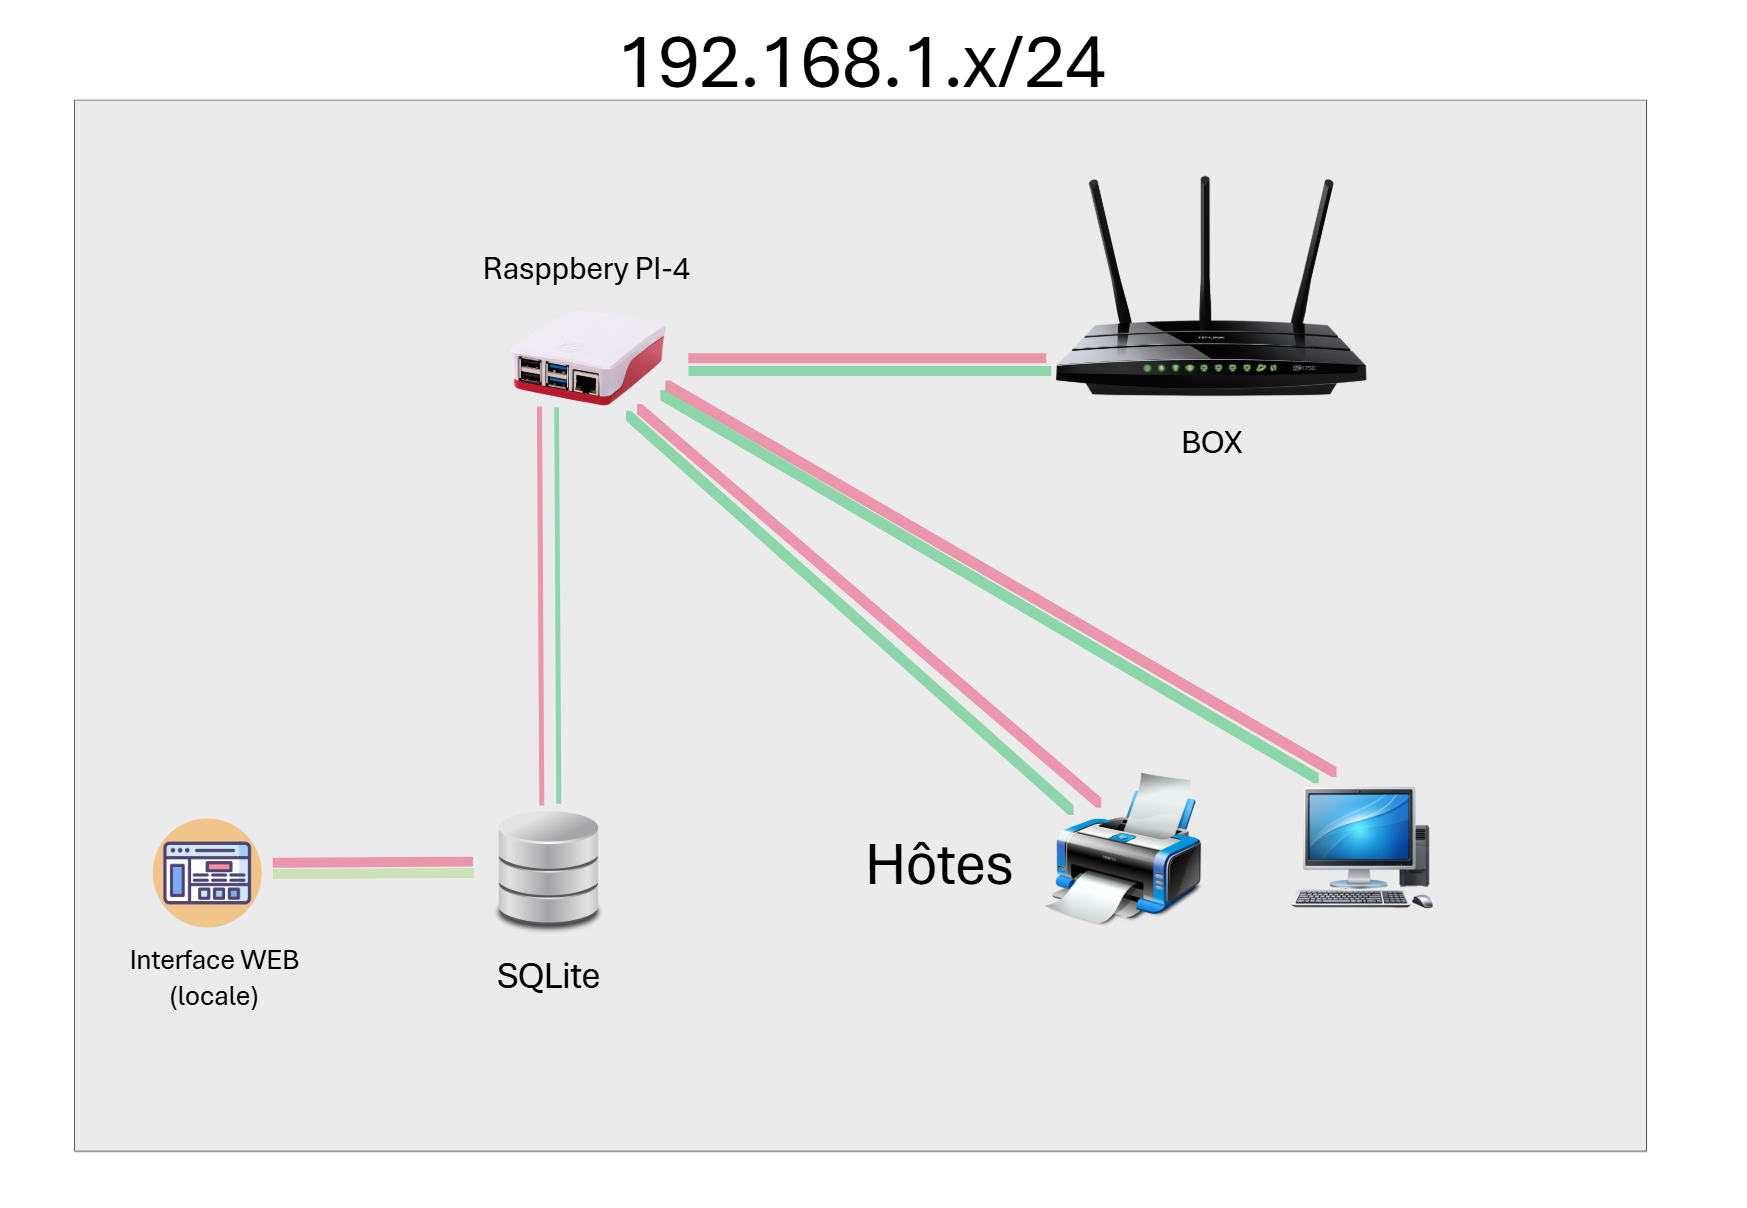 192.168.1.x/24
Rasppbery PI-4
BOX
Hôtes
Interface WEB
(locale)
SQLite